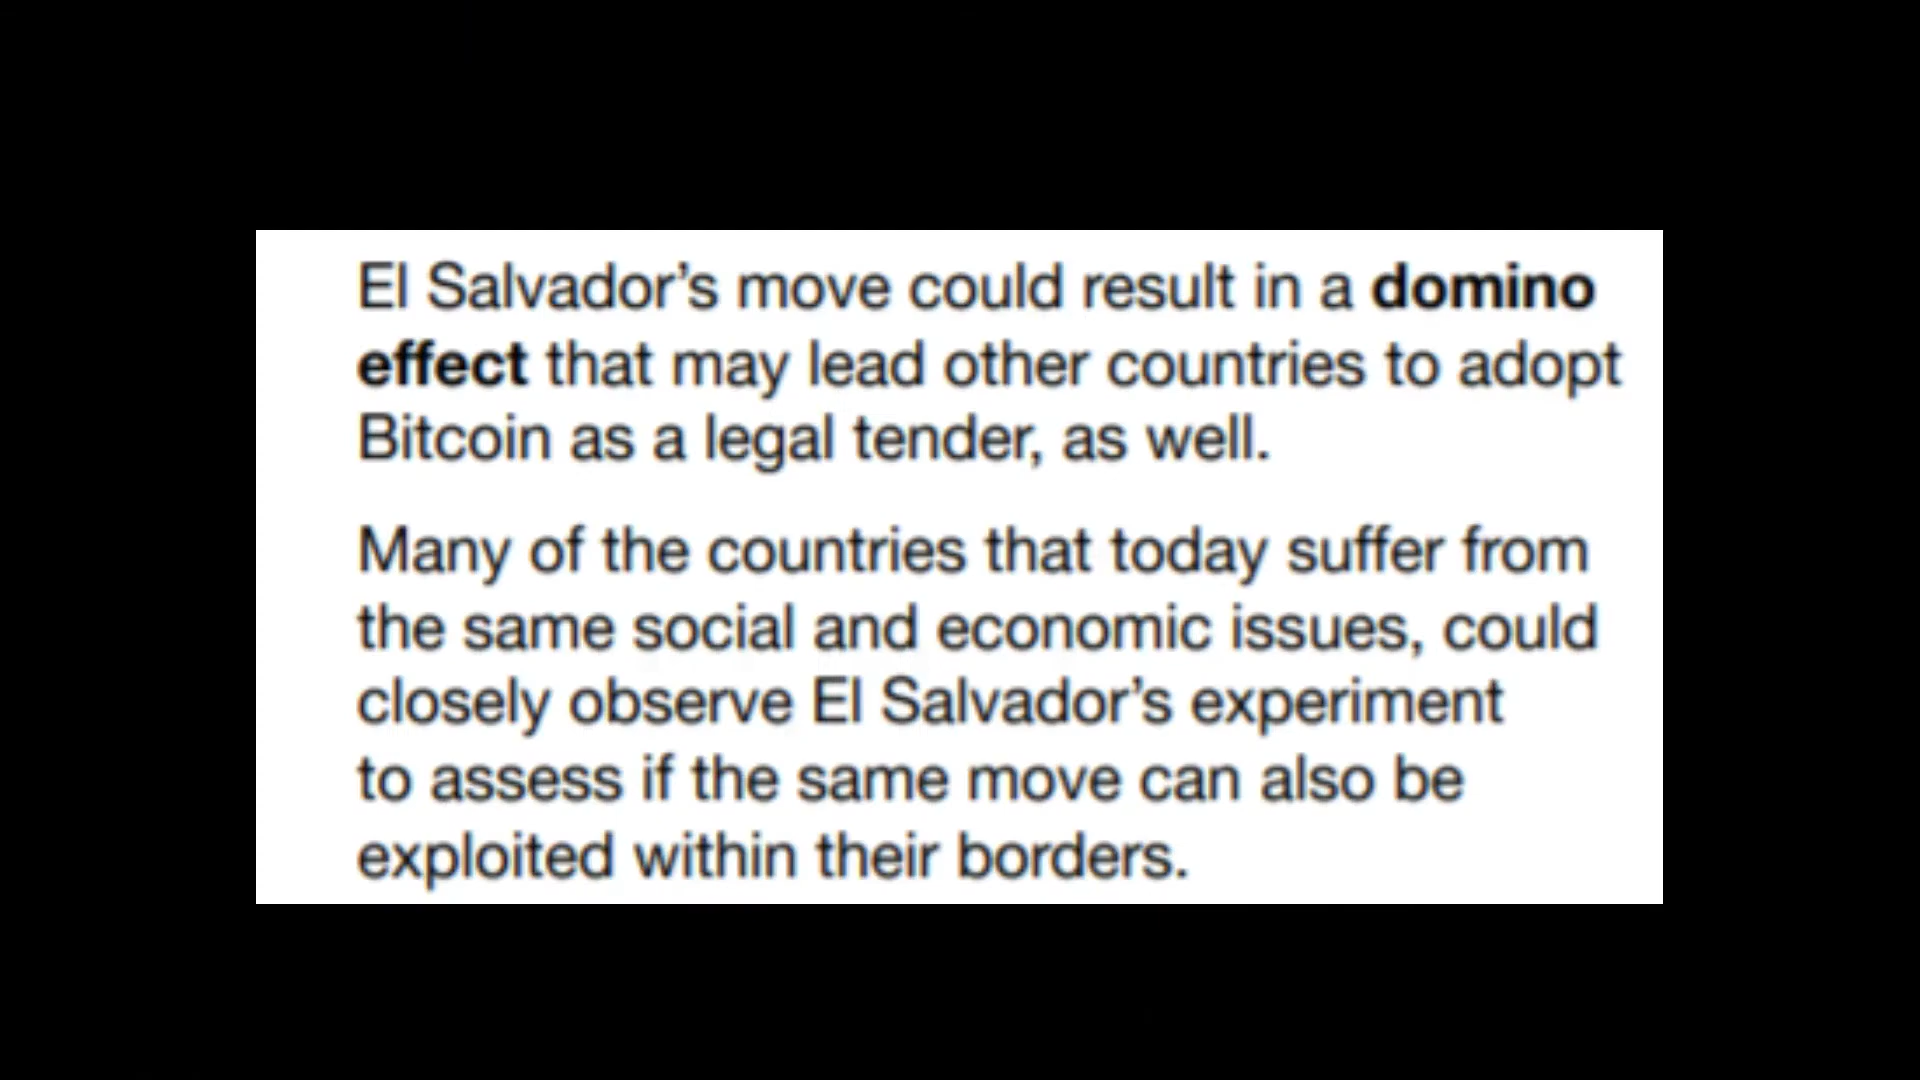 El Salvador’s move could result in a domino
effect that may lead other countries to adopt
Bitcoin as a legal tender, as well.
Many of the countries that today suffer from
the same social and economic issues, could
closely observe El Salvador’s experiment
to assess if the same move can also be
exploited within their borders.